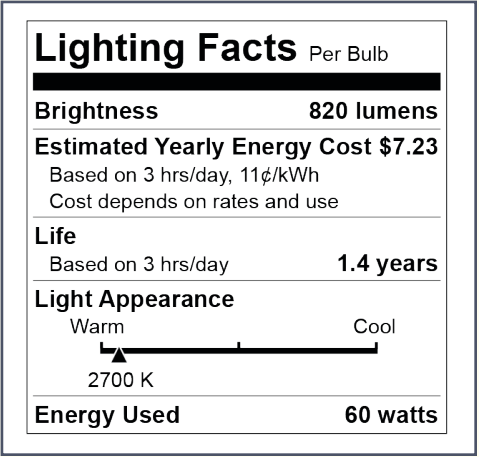 Lighting Facts Per Bulb
Brightness 820 lumens
Estimated Yearly Energy Cost $7.23
Based on 3 hrs/day, 11¢/kWh
Cost depends on rates and use
Life
Based on 3 hrs/day 1.4 years
Light Appearance
Warm Cool
2700 K
Energy Used 60 watts